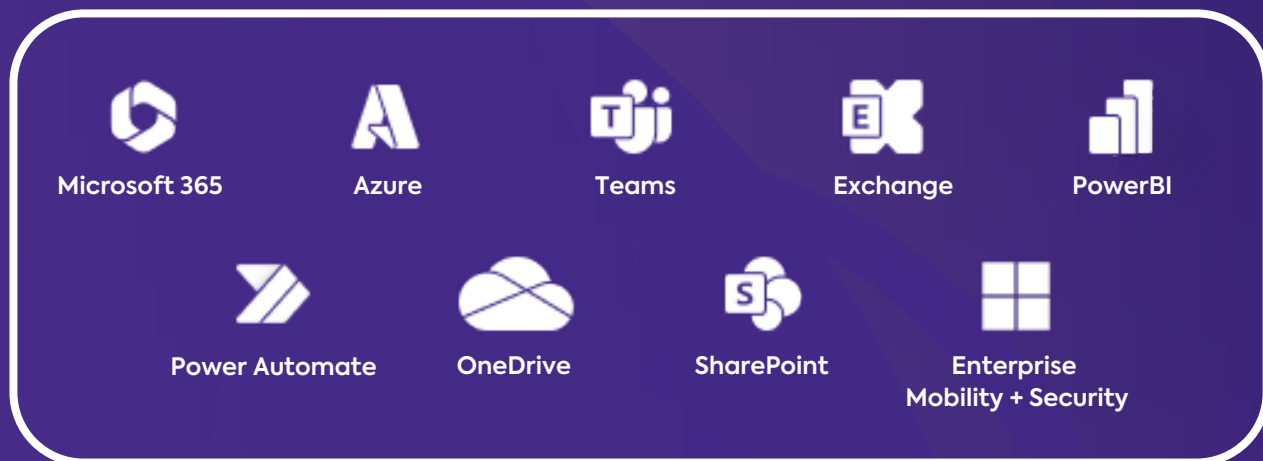 Microsoft 365
Azure
T
Teams
E
Exchange
PowerBI
Power Automate
OneDrive
S
SharePoint
Enterprise
Mobility + Security